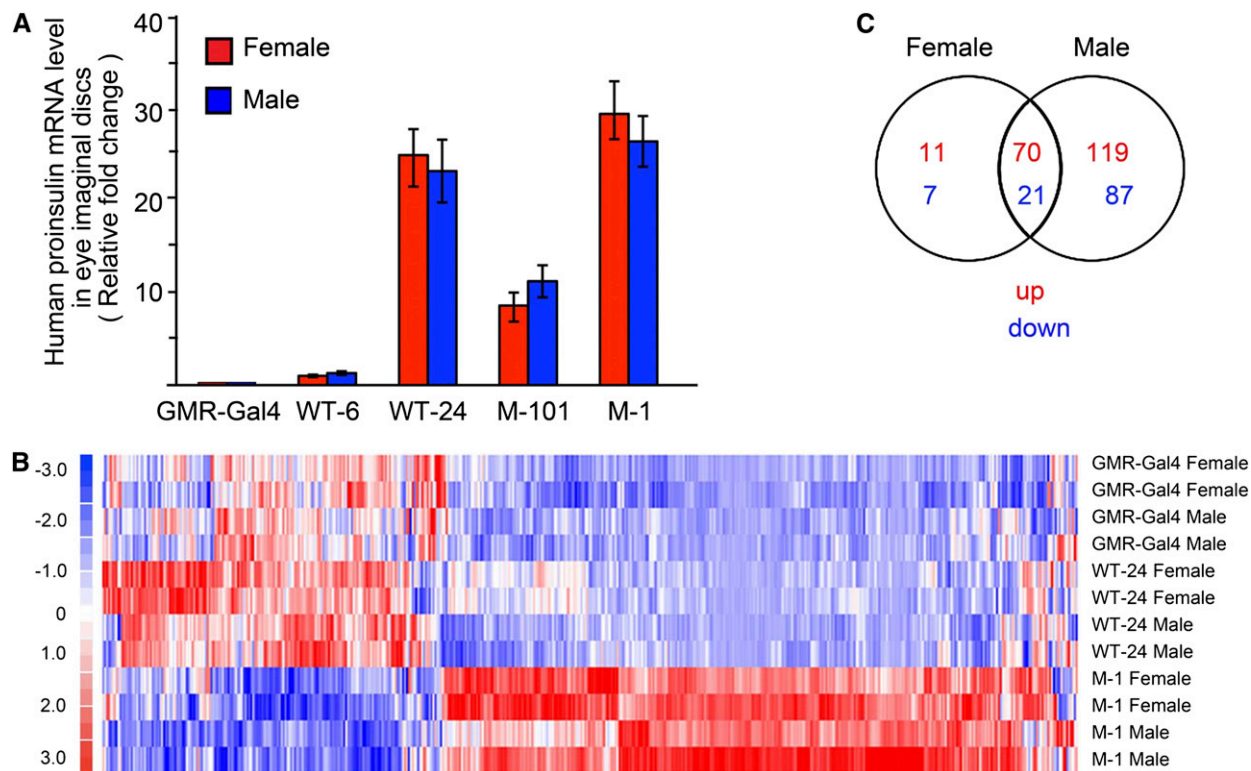 A
Human proinsulin mRNA level
in eye imaginal discs
( Relative fold change )
40
30
20
10
Female
Male
GMR-Gal4 WT-6 WT-24 M-101 M-1
C
Female Male
11 70 119
7 21 87
up
down
B
-3.0
-2.0
-1.0
0
1.0
2.0
3.0
GMR-Gal4 Female
GMR-Gal4 Female
GMR-Gal4 Male
GMR-Gal4 Male
WT-24 Female
WT-24 Female
WT-24 Male
WT-24 Male
M-1 Female
M-1 Female
M-1 Male
M-1 Male